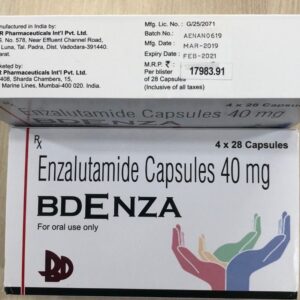 Manufactured in India by:
R Pharmaceuticals Int'l Pvt. Ltd.
S. No. 578, Near Effluent Channel Road,
Luna, Tal. Padra, Dist. Vadodara-391440.
Marketed by:
R Pharmaceuticals Int'l Pvt. Ltd.
408, Sharda Chambers, 15,
Marine Lines, Mumbai-400 020. India.
Mfg. Lic. No. : G/25/2071
Batch No.: AENAN0619
Mfg. Date : MAR-2019
Expiry Date : FEB-2021
M.R.P. ₹ :
Per blister 17983.91
of 28 Capsules
(Inclusive of all taxes)
4 x 28 Capsules
Enzalutamide Capsules 40 mg
Rx
4 x 28 Capsules
Enzalutamide Capsules 40 mg
BDENZA
For oral use only
BD